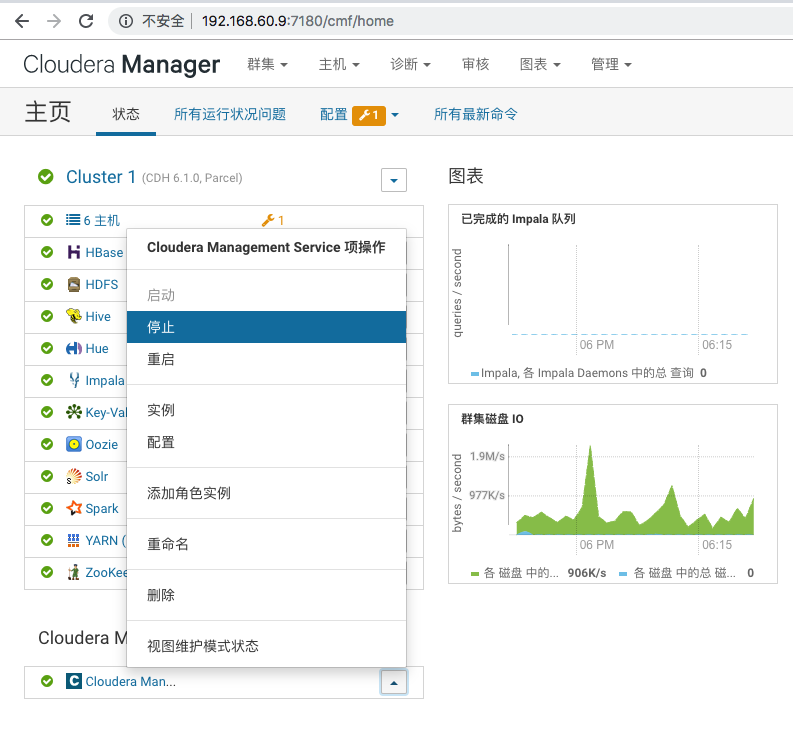 不安全 192.168.60.9:7180/cmf/home
Cloudera Manager 群集 主机 诊断 审核 图表 管理
主页 状态 所有运行状况问题 配置 1 所有最新命令
Cluster 1 (CDH 6.1.0, Parcel)
6 主机 1
HBase
HDFS
Hive
Hue
Impala
Key-Val
Oozie
Solr
Spark
YARN (
ZooKee
Cloudera M
Cloudera Man...
Cloudera Management Service 项操作
启动
停止
重启
实例
配置
添加角色实例
重命名
删除
视图维护模式状态
图表
已完成的 Impala 队列
queries / second
06 PM 06:15
Impala, 各 Impala Daemons 中的总 查询 0
群集磁盘 IO
bytes / second
1.9M/s
977K/s
06 PM 06:15
各 磁盘 中的... 906K/s 各 磁盘 中的总 磁... 0